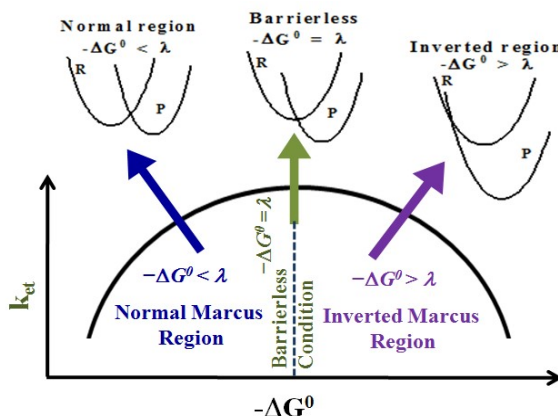 Normal region
-ΔG⁰ < λ
R
P
Barrierless
-ΔG⁰ = λ
R
P
Inverted region
-ΔG⁰ > λ
R
P
k_et
−ΔG⁰ < λ
Normal Marcus
Region
−ΔG⁰ = λ
Barrierless
Condition
−ΔG⁰ > λ
Inverted Marcus
Region
-ΔG⁰